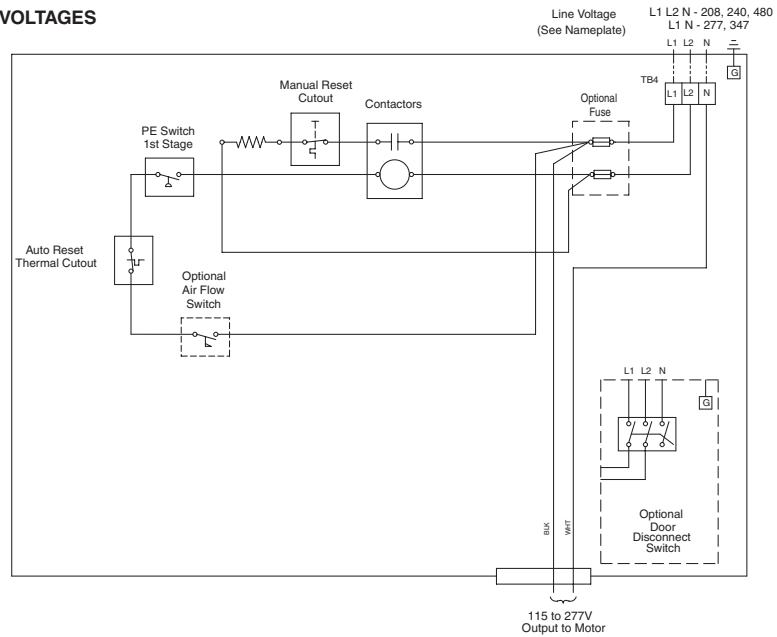 VOLTAGES
Line Voltage
(See Nameplate)
L1 L2 N - 208, 240, 480
L1 N - 277, 347
L1 L2 N
G
TB4
L1 L2 N
Manual Reset
Cutout
Contactors
Optional
Fuse
PE Switch
1st Stage
Auto Reset
Thermal Cutout
Optional
Air Flow
Switch
L1 L2 N
G
Optional
Door
Disconnect
Switch
BLK
WHT
115 to 277V
Output to Motor